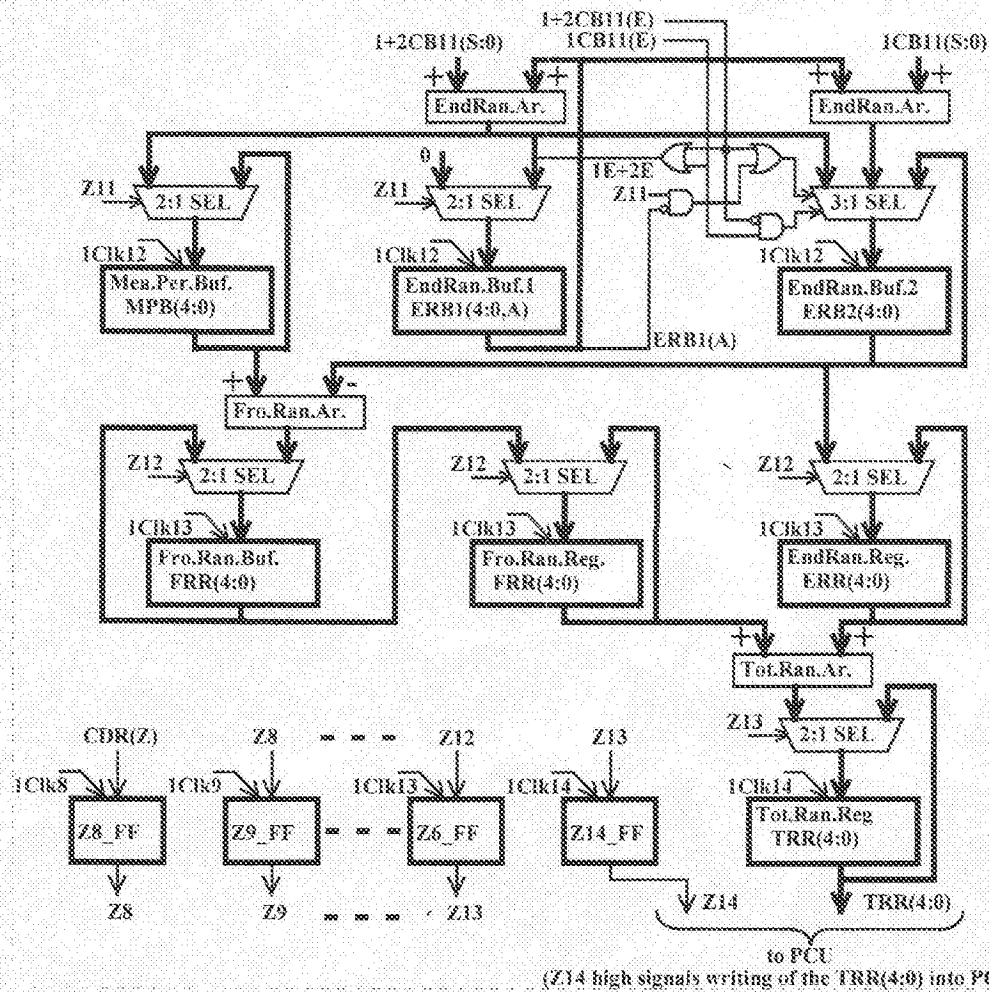 1+2CB11(E)
1CB11(E)
1+2CB11(S:0)
1CB11(S:0)
+ +
EndRan.Ar.
+ +
EndRan.Ar.
0
1E+2E
Z11
Z11
2:1 SEL
Z11
2:1 SEL
3:1 SEL
1Clk12
Mea.Per.Buf.
MPB(4:0)
1Clk12
EndRan.Buf.1
ERB1(4:0,A)
1Clk12
EndRan.Buf.2
ERB2(4:0)
ERB1(A)
+ -
Fro.Ran.Ar.
Z12
2:1 SEL
Z12
2:1 SEL
Z12
2:1 SEL
1Clk13
Fro.Ran.Buf.
FRR(4:0)
1Clk13
Fro.Ran.Reg.
FRR(4:0)
1Clk13
EndRan.Reg.
ERR(4:0)
+ +
Tot.Ran.Ar.
Z13
2:1 SEL
1Clk14
Tot.Ran.Reg
TRR(4:0)
CDR(Z)
Z8
Z12
Z13
1Clk8
1Clk9
1Clk13
1Clk14
Z8_FF
Z9_FF
Z6_FF
Z14_FF
Z8
Z9
Z13
Z14
TRR(4:0)
to PCU
(Z14 high signals writing of the TRR(4:0) into